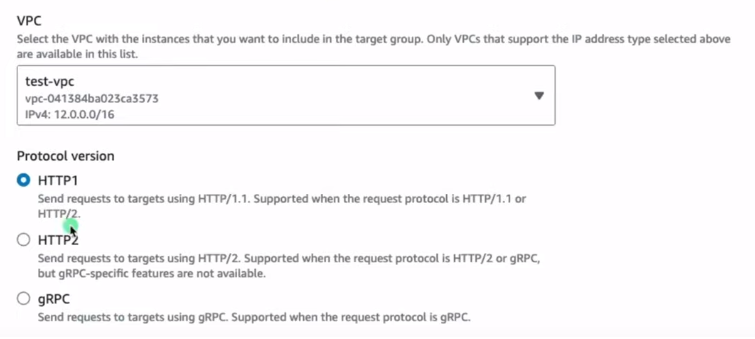 VPC
Select the VPC with the instances that you want to include in the target group. Only VPCs that support the IP address type selected above
are available in this list.
test-vpc
vpc-041384ba023ca3573
IPv4: 12.0.0.0/16
Protocol version
HTTP1
Send requests to targets using HTTP/1.1. Supported when the request protocol is HTTP/1.1 or
HTTP/2.
HTTP2
Send requests to targets using HTTP/2. Supported when the request protocol is HTTP/2 or gRPC,
but gRPC-specific features are not available.
gRPC
Send requests to targets using gRPC. Supported when the request protocol is gRPC.